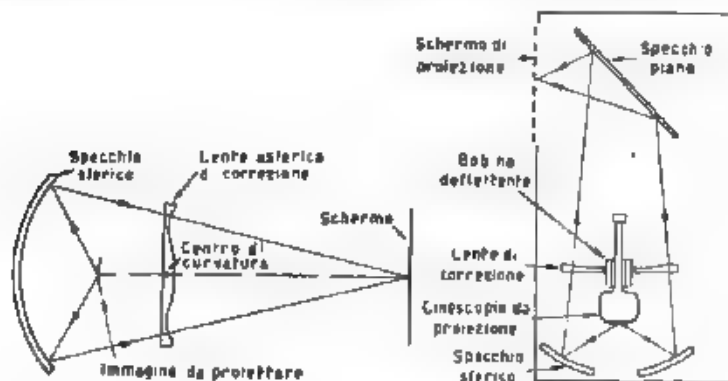 Specchio
sferico
Lente asferica
di correzione
Centro di
curvatura
Schermo
Immagine da proiettare
Schermo di
proiezione
Specchio
piano
Bobina
deflettente
Lente di
correzione
Cinescopio da
proiezione
Specchio
sferico